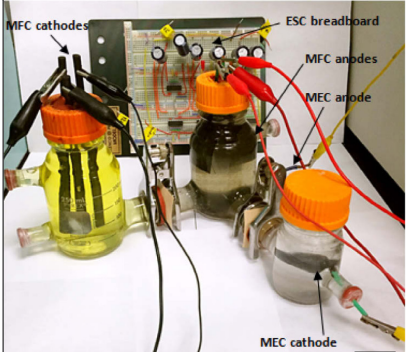 MFC cathodes
ESC breadboard
MFC anodes
MEC anode
MEC cathode